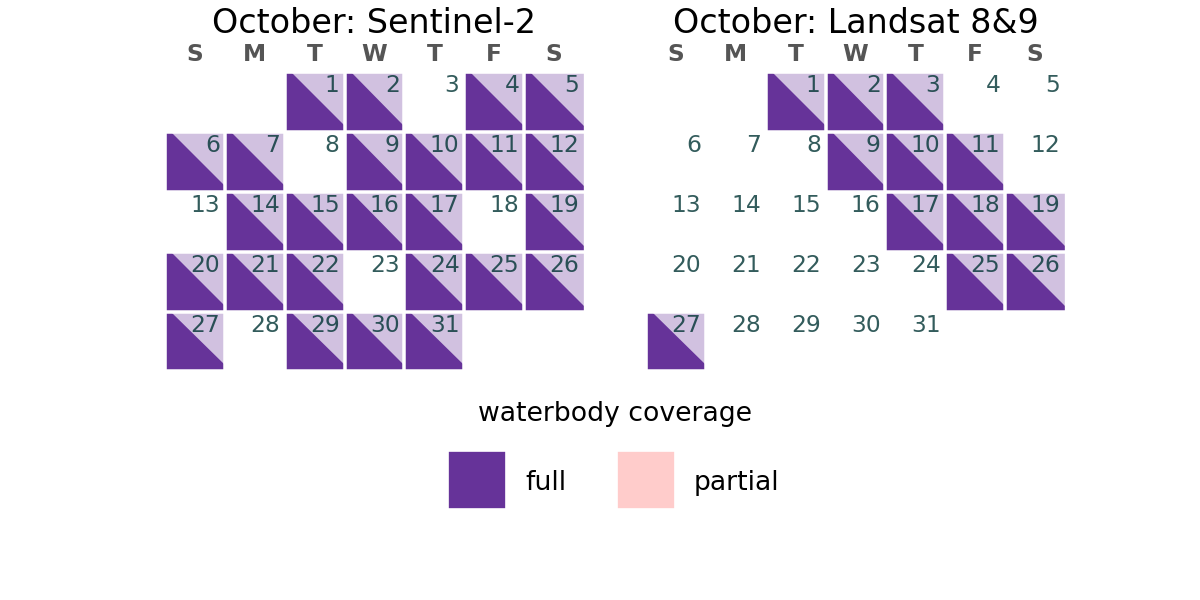 October: Sentinel-2
S M T W T F S
1 2 3 4 5
6 7 8 9 10 11 12
13 14 15 16 17 18 19
20 21 22 23 24 25 26
27 28 29 30 31
October: Landsat 8&9
S M T W T F S
1 2 3 4 5
6 7 8 9 10 11 12
13 14 15 16 17 18 19
20 21 22 23 24 25 26
27 28 29 30 31
waterbody coverage
full partial